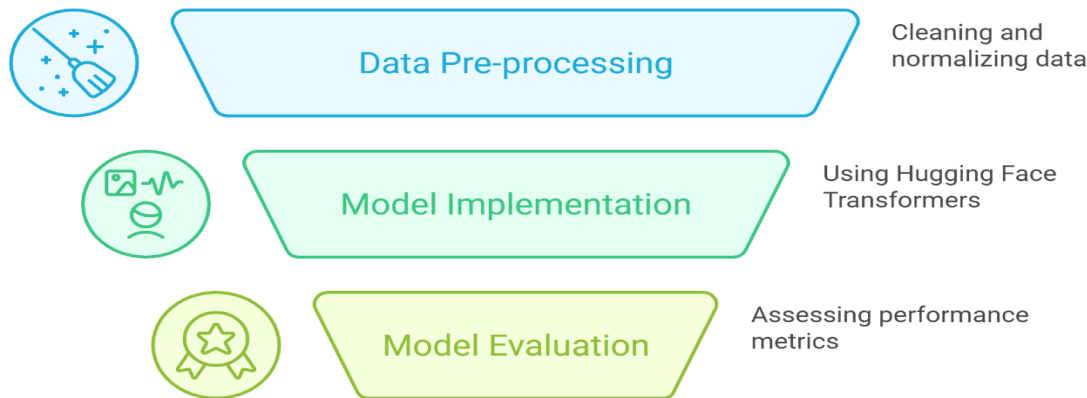 Data Pre-processing
Cleaning and
normalizing data
Model Implementation
Using Hugging Face
Transformers
Model Evaluation
Assessing performance
metrics